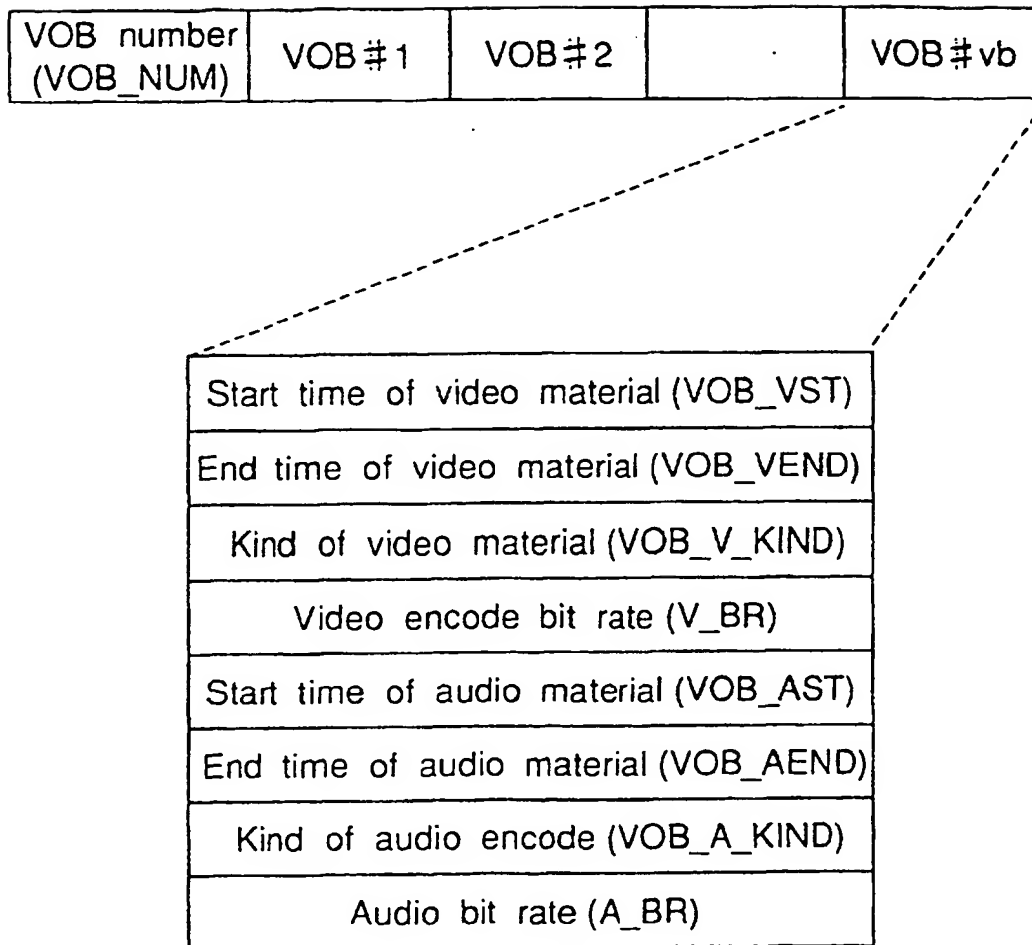 VOB number
(VOB_NUM)
VOB#1
VOB#2
VOB#vb
Start time of video material (VOB_VST)
End time of video material (VOB_VEND)
Kind of video material (VOB_V_KIND)
Video encode bit rate (V_BR)
Start time of audio material (VOB_AST)
End time of audio material (VOB_AEND)
Kind of audio encode (VOB_A_KIND)
Audio bit rate (A_BR)